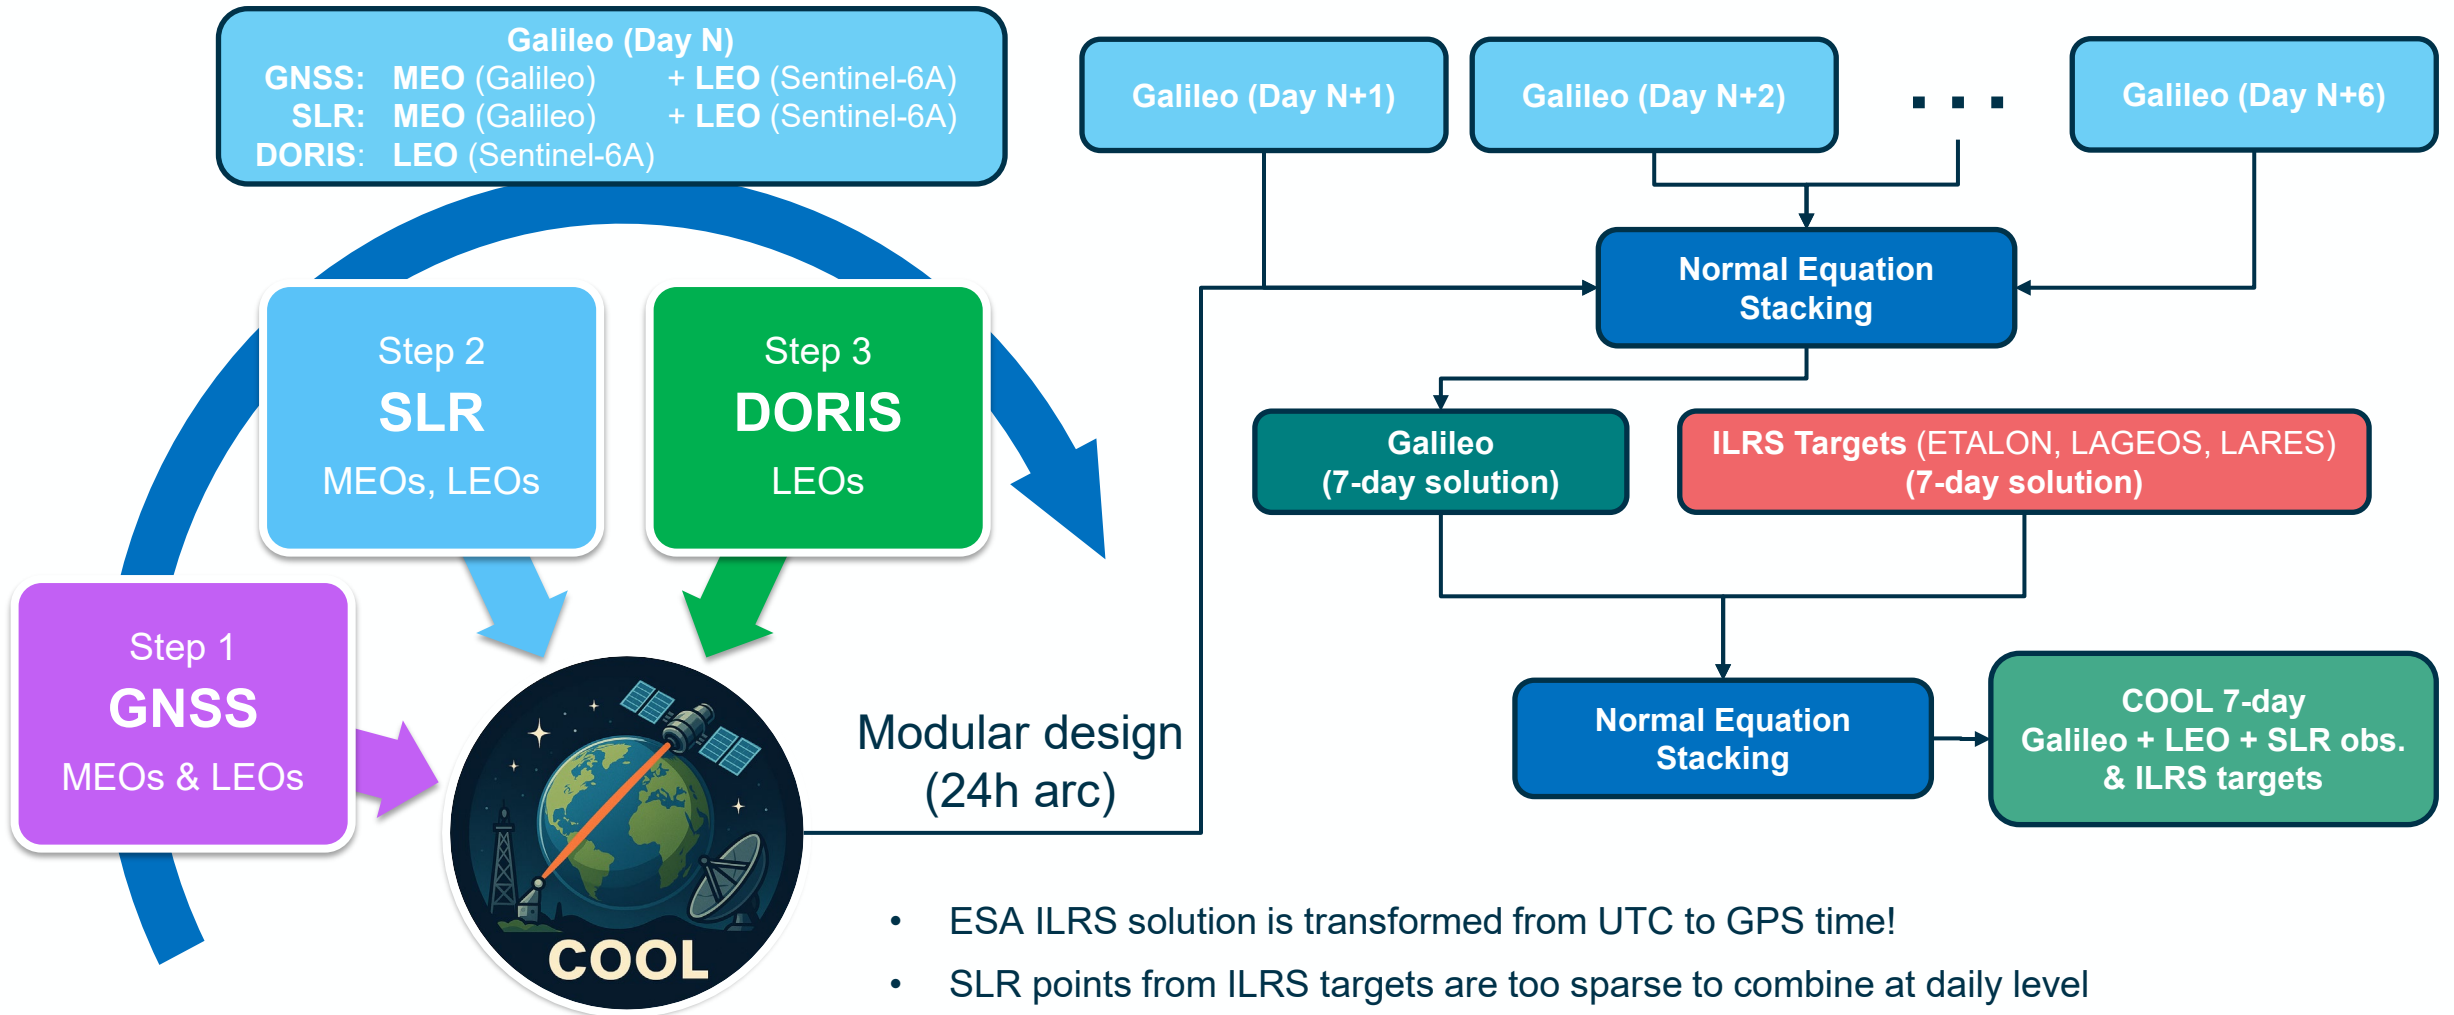 Galileo (Day N)
GNSS: MEO (Galileo) + LEO (Sentinel-6A)
SLR: MEO (Galileo) + LEO (Sentinel-6A)
DORIS: LEO (Sentinel-6A)
Galileo (Day N+1)
Galileo (Day N+2)
. . .
Galileo (Day N+6)
Normal Equation
Stacking
Step 2
SLR
MEOs, LEOs
Step 3
DORIS
LEOs
Galileo
(7-day solution)
ILRS Targets (ETALON, LAGEOS, LARES)
(7-day solution)
Step 1
GNSS
MEOs & LEOs
COOL
Modular design
(24h arc)
Normal Equation
Stacking
COOL 7-day
Galileo + LEO + SLR obs.
& ILRS targets
• ESA ILRS solution is transformed from UTC to GPS time!
• SLR points from ILRS targets are too sparse to combine at daily level